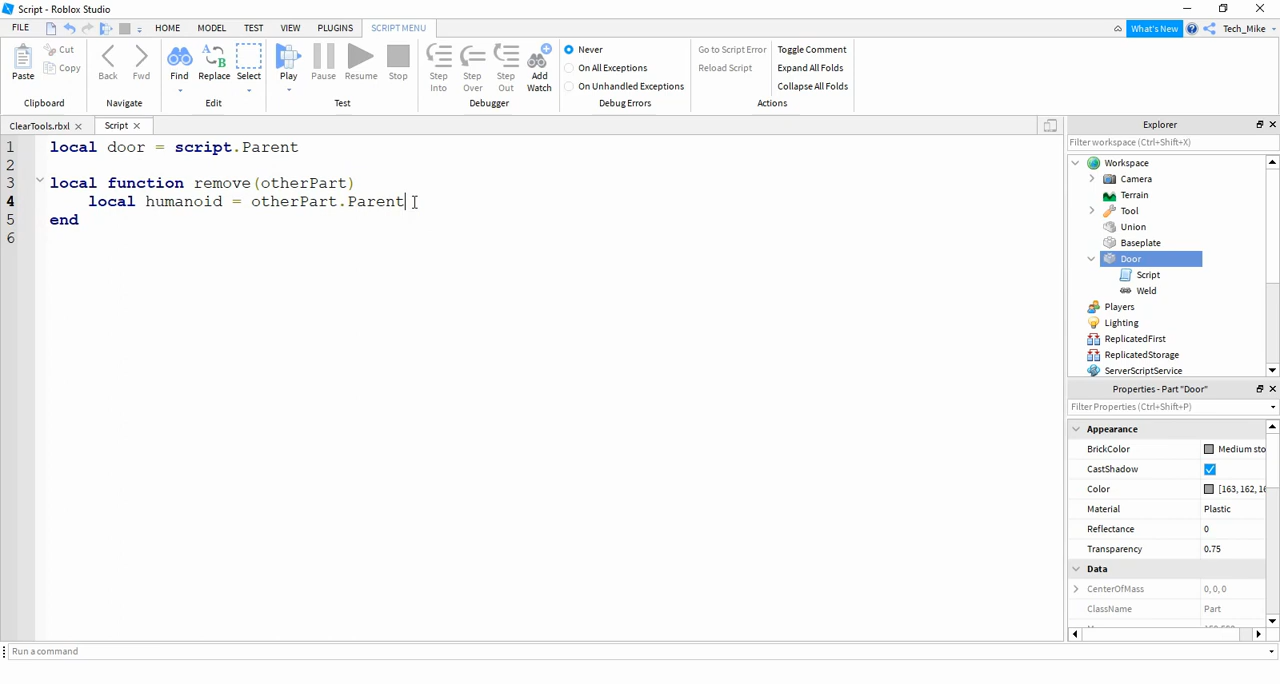 Script - Roblox Studio
FILE HOME MODEL TEST VIEW PLUGINS SCRIPT MENU What's New Tech_Mike
Paste Cut Copy Back Fwd Find Replace Select Play Pause Resume Stop Step Into Step Over Step Out Add Watch
Never
On All Exceptions
On Unhandled Exceptions
Go to Script Error
Reload Script
Toggle Comment
Expand All Folds
Collapse All Folds
Clipboard Navigate Edit Test Debugger Debug Errors Actions
ClearTools.rbxl Script
1 local door = script.Parent
2
3 local function remove(otherPart)
4 local humanoid = otherPart.Parent
5 end
6
Explorer
Filter workspace (Ctrl+Shift+X)
Workspace
Camera
Terrain
Tool
Union
Baseplate
Door
Script
Weld
Players
Lighting
ReplicatedFirst
ReplicatedStorage
ServerScriptService
Properties - Part "Door"
Filter Properties (Ctrl+Shift+P)
Appearance
BrickColor Medium sto
CastShadow
Color [163, 162, 16
Material Plastic
Reflectance 0
Transparency 0.75
Data
CenterOfMass 0, 0, 0
ClassName Part
Run a command